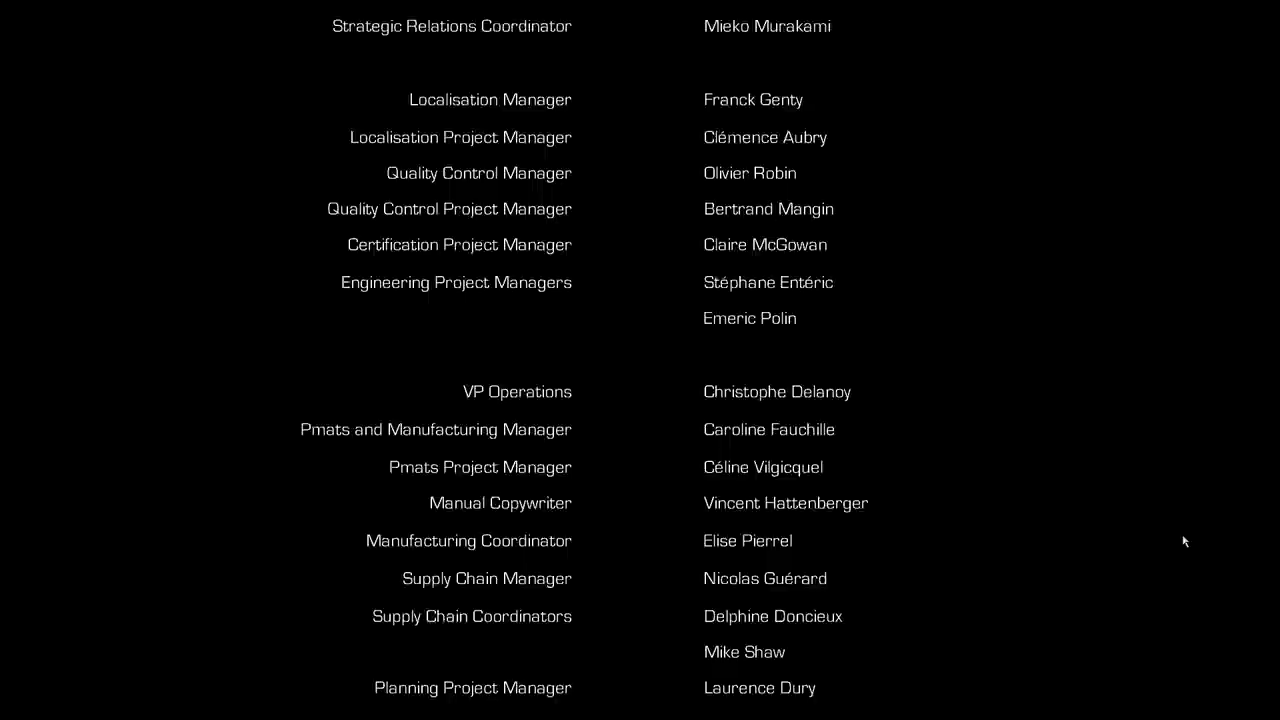 Strategic Relations Coordinator Mieko Murakami
Localisation Manager Franck Genty
Localisation Project Manager Clémence Aubry
Quality Control Manager Olivier Robin
Quality Control Project Manager Bertrand Mangin
Certification Project Manager Claire McGowan
Engineering Project Managers Stéphane Entéric
Emeric Polin
VP Operations Christophe Delanoy
Pmats and Manufacturing Manager Caroline Fauchille
Pmats Project Manager Céline Vilgicquel
Manual Copywriter Vincent Hattenberger
Manufacturing Coordinator Elise Pierrel
Supply Chain Manager Nicolas Guérard
Supply Chain Coordinators Delphine Doncieux
Mike Shaw
Planning Project Manager Laurence Dury